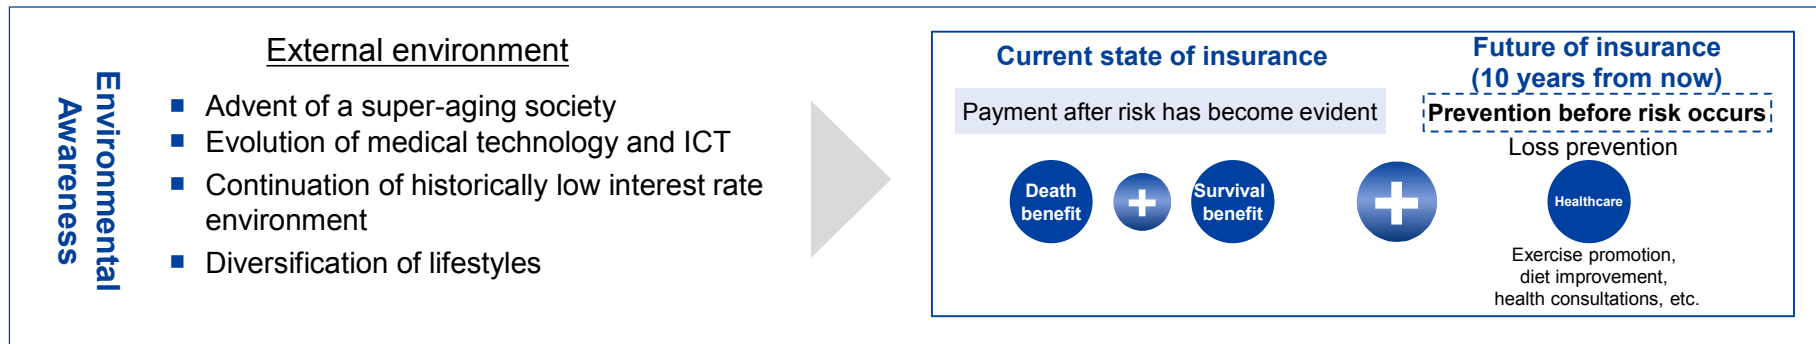 Environmental
Awareness
External environment
Advent of a super-aging society
Evolution of medical technology and ICT
Continuation of historically low interest rate
environment
Diversification of lifestyles
Current state of insurance
Payment after risk has become evident
Death
benefit
+
Survival
benefit
+
Future of insurance
(10 years from now)
Prevention before risk occurs
Loss prevention
Healthcare
Exercise promotion,
diet improvement,
health consultations, etc.